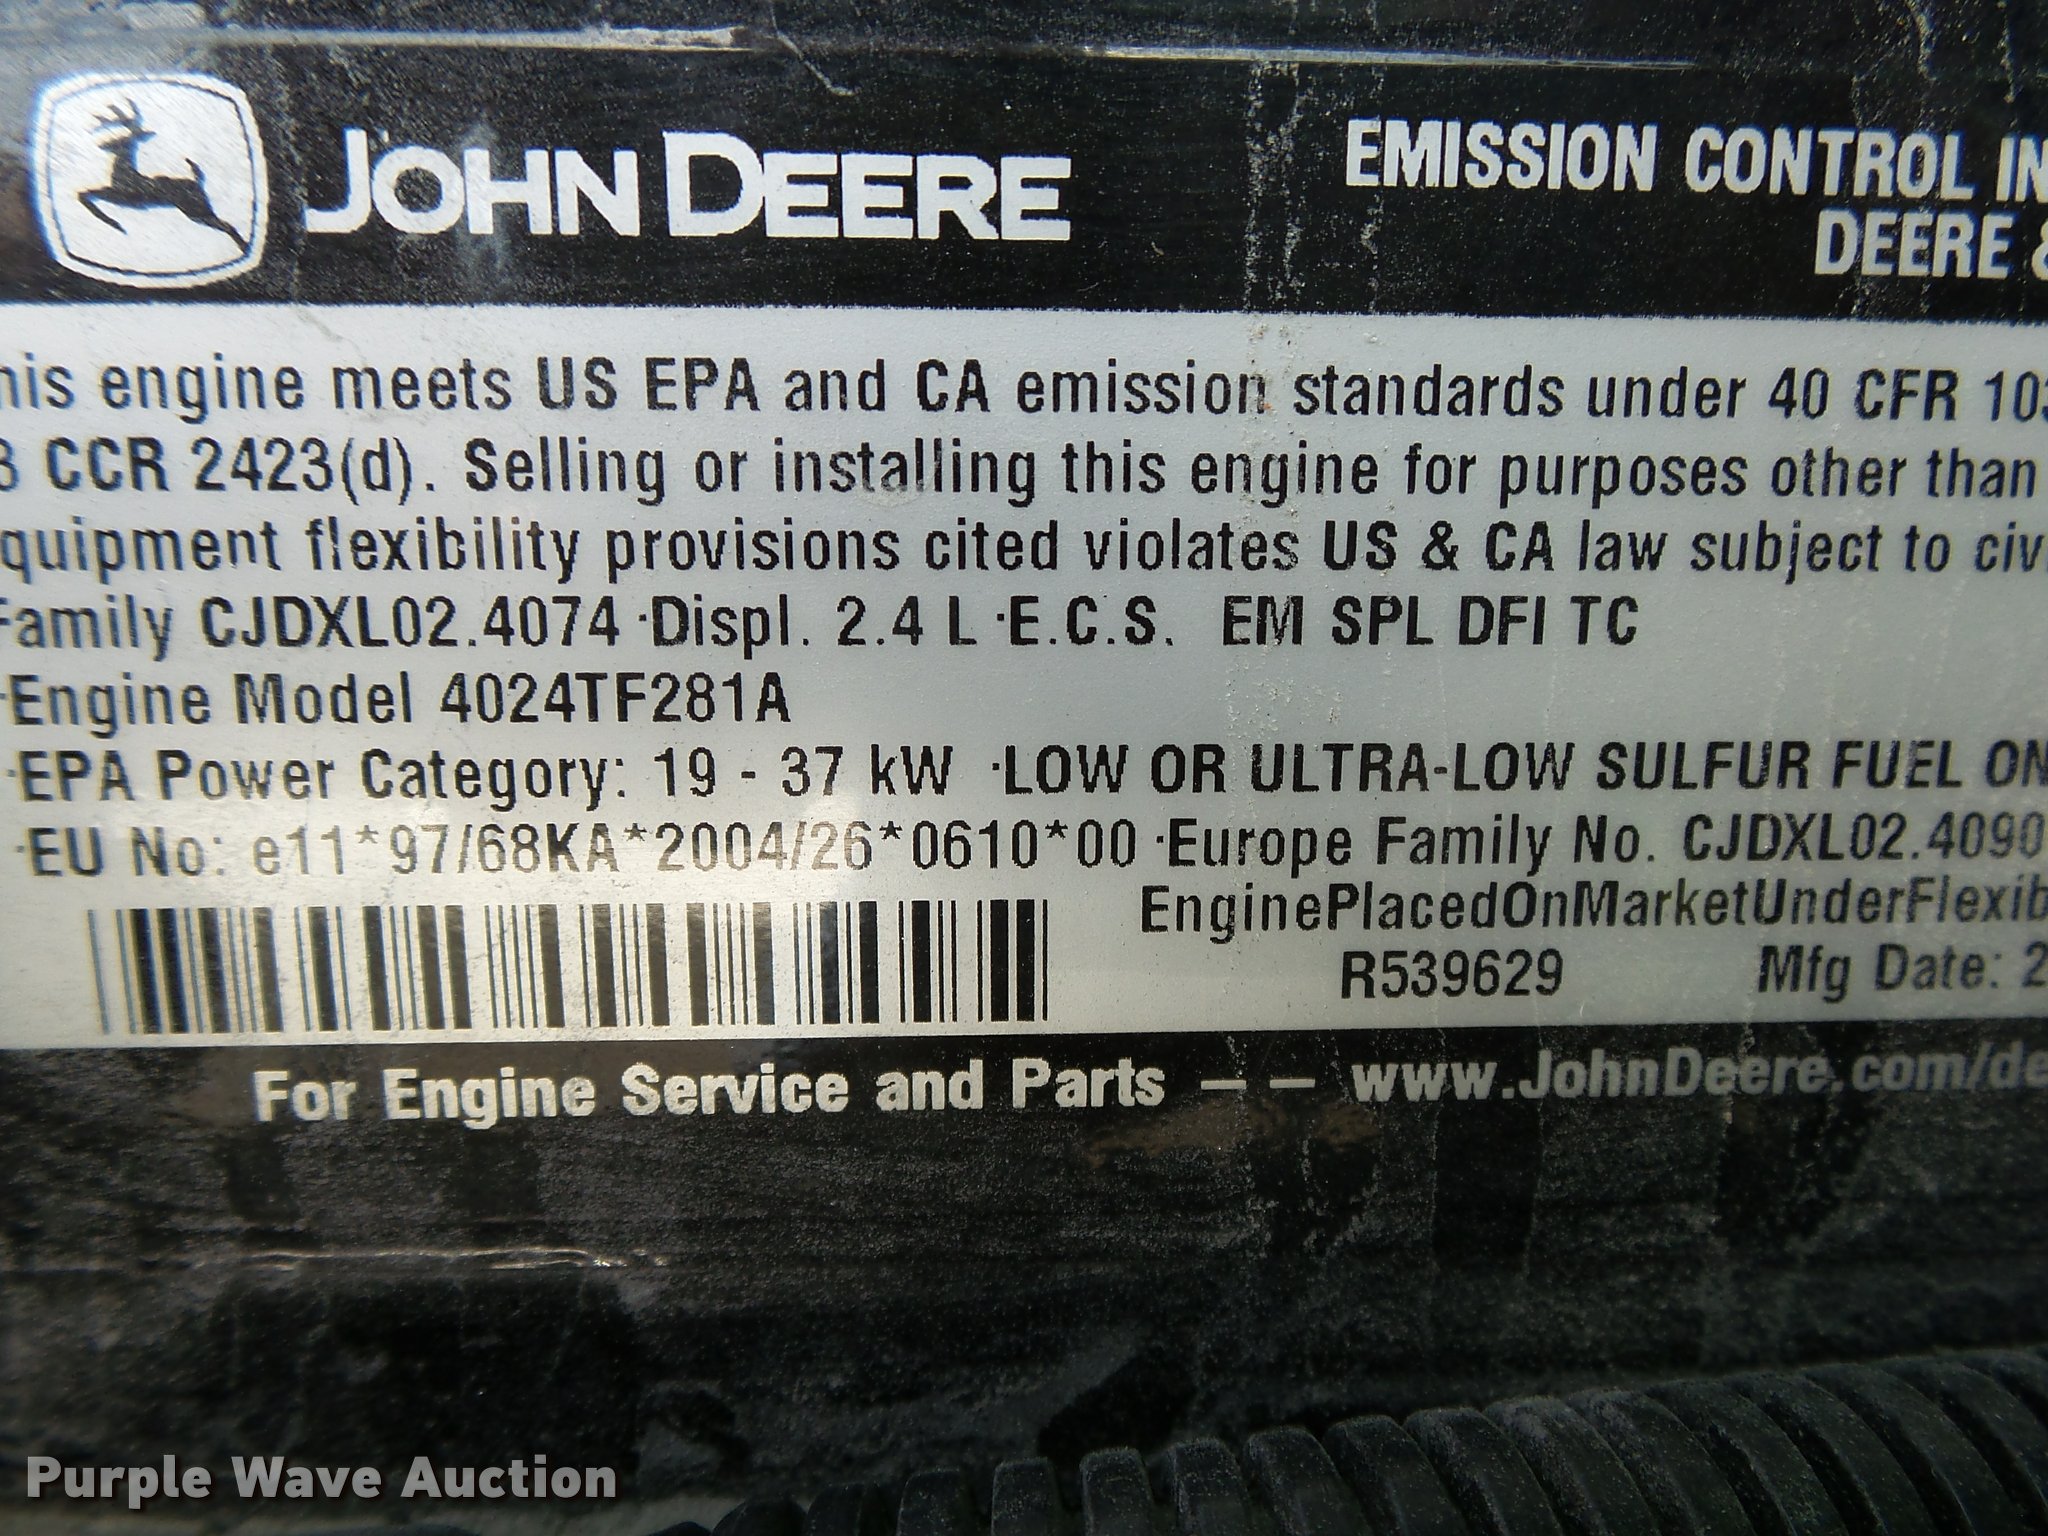 JOHN DEERE
EMISSION CONTROL IN
DEERE &
his engine meets US EPA and CA emission standards under 40 CFR 103
3 CCR 2423(d). Selling or installing this engine for purposes other than
quipment flexibility provisions cited violates US & CA law subject to civi
Family CJDXL02.4074 ·Displ. 2.4 L ·E.C.S. EM SPL DFI TC
·Engine Model 4024TF281A
·EPA Power Category: 19 - 37 kW ·LOW OR ULTRA-LOW SULFUR FUEL ON
·EU No: e11*97/68KA*2004/26*0610*00 ·Europe Family No. CJDXL02.4090
EnginePlacedOnMarketUnderFlexib
R539629 Mfg Date: 2
For Engine Service and Parts – – www.JohnDeere.com/de
Purple Wave Auction